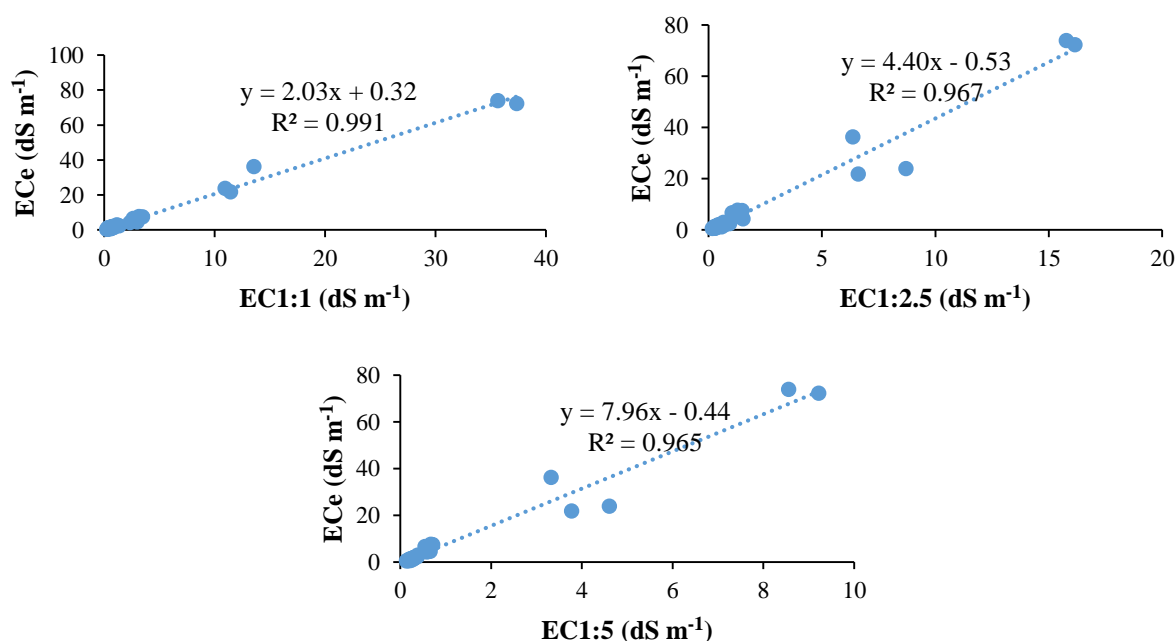 y = 2.03x + 0.32
R² = 0.991
ECe (dS m⁻¹)
100
80
60
40
20
0
0 10 20 30 40
EC1:1 (dS m⁻¹)
y = 4.40x - 0.53
R² = 0.967
ECe (dS m⁻¹)
80
60
40
20
0
0 5 10 15 20
EC1:2.5 (dS m⁻¹)
y = 7.96x - 0.44
R² = 0.965
ECe (dS m⁻¹)
80
60
40
20
0
0 2 4 6 8 10
EC1:5 (dS m⁻¹)